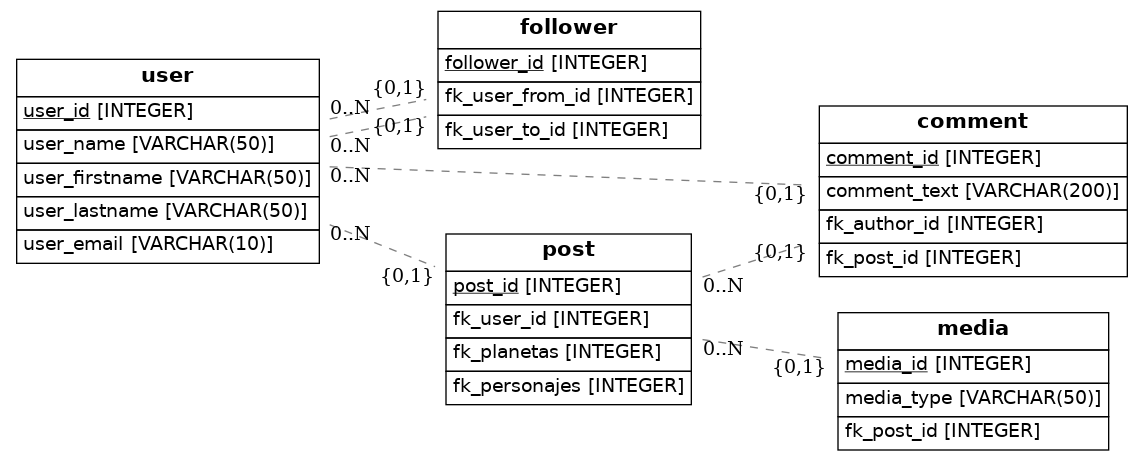 user
user_id [INTEGER]
user_name [VARCHAR(50)]
user_firstname [VARCHAR(50)]
user_lastname [VARCHAR(50)]
user_email [VARCHAR(10)]
follower
follower_id [INTEGER]
fk_user_from_id [INTEGER]
fk_user_to_id [INTEGER]
{0,1}
0..N
{0,1}
0..N
0..N
{0,1}
0..N
{0,1}
post
post_id [INTEGER]
fk_user_id [INTEGER]
fk_planetas [INTEGER]
fk_personajes [INTEGER]
comment
comment_id [INTEGER]
comment_text [VARCHAR(200)]
fk_author_id [INTEGER]
fk_post_id [INTEGER]
{0,1}
0..N
0..N
{0,1}
media
media_id [INTEGER]
media_type [VARCHAR(50)]
fk_post_id [INTEGER]